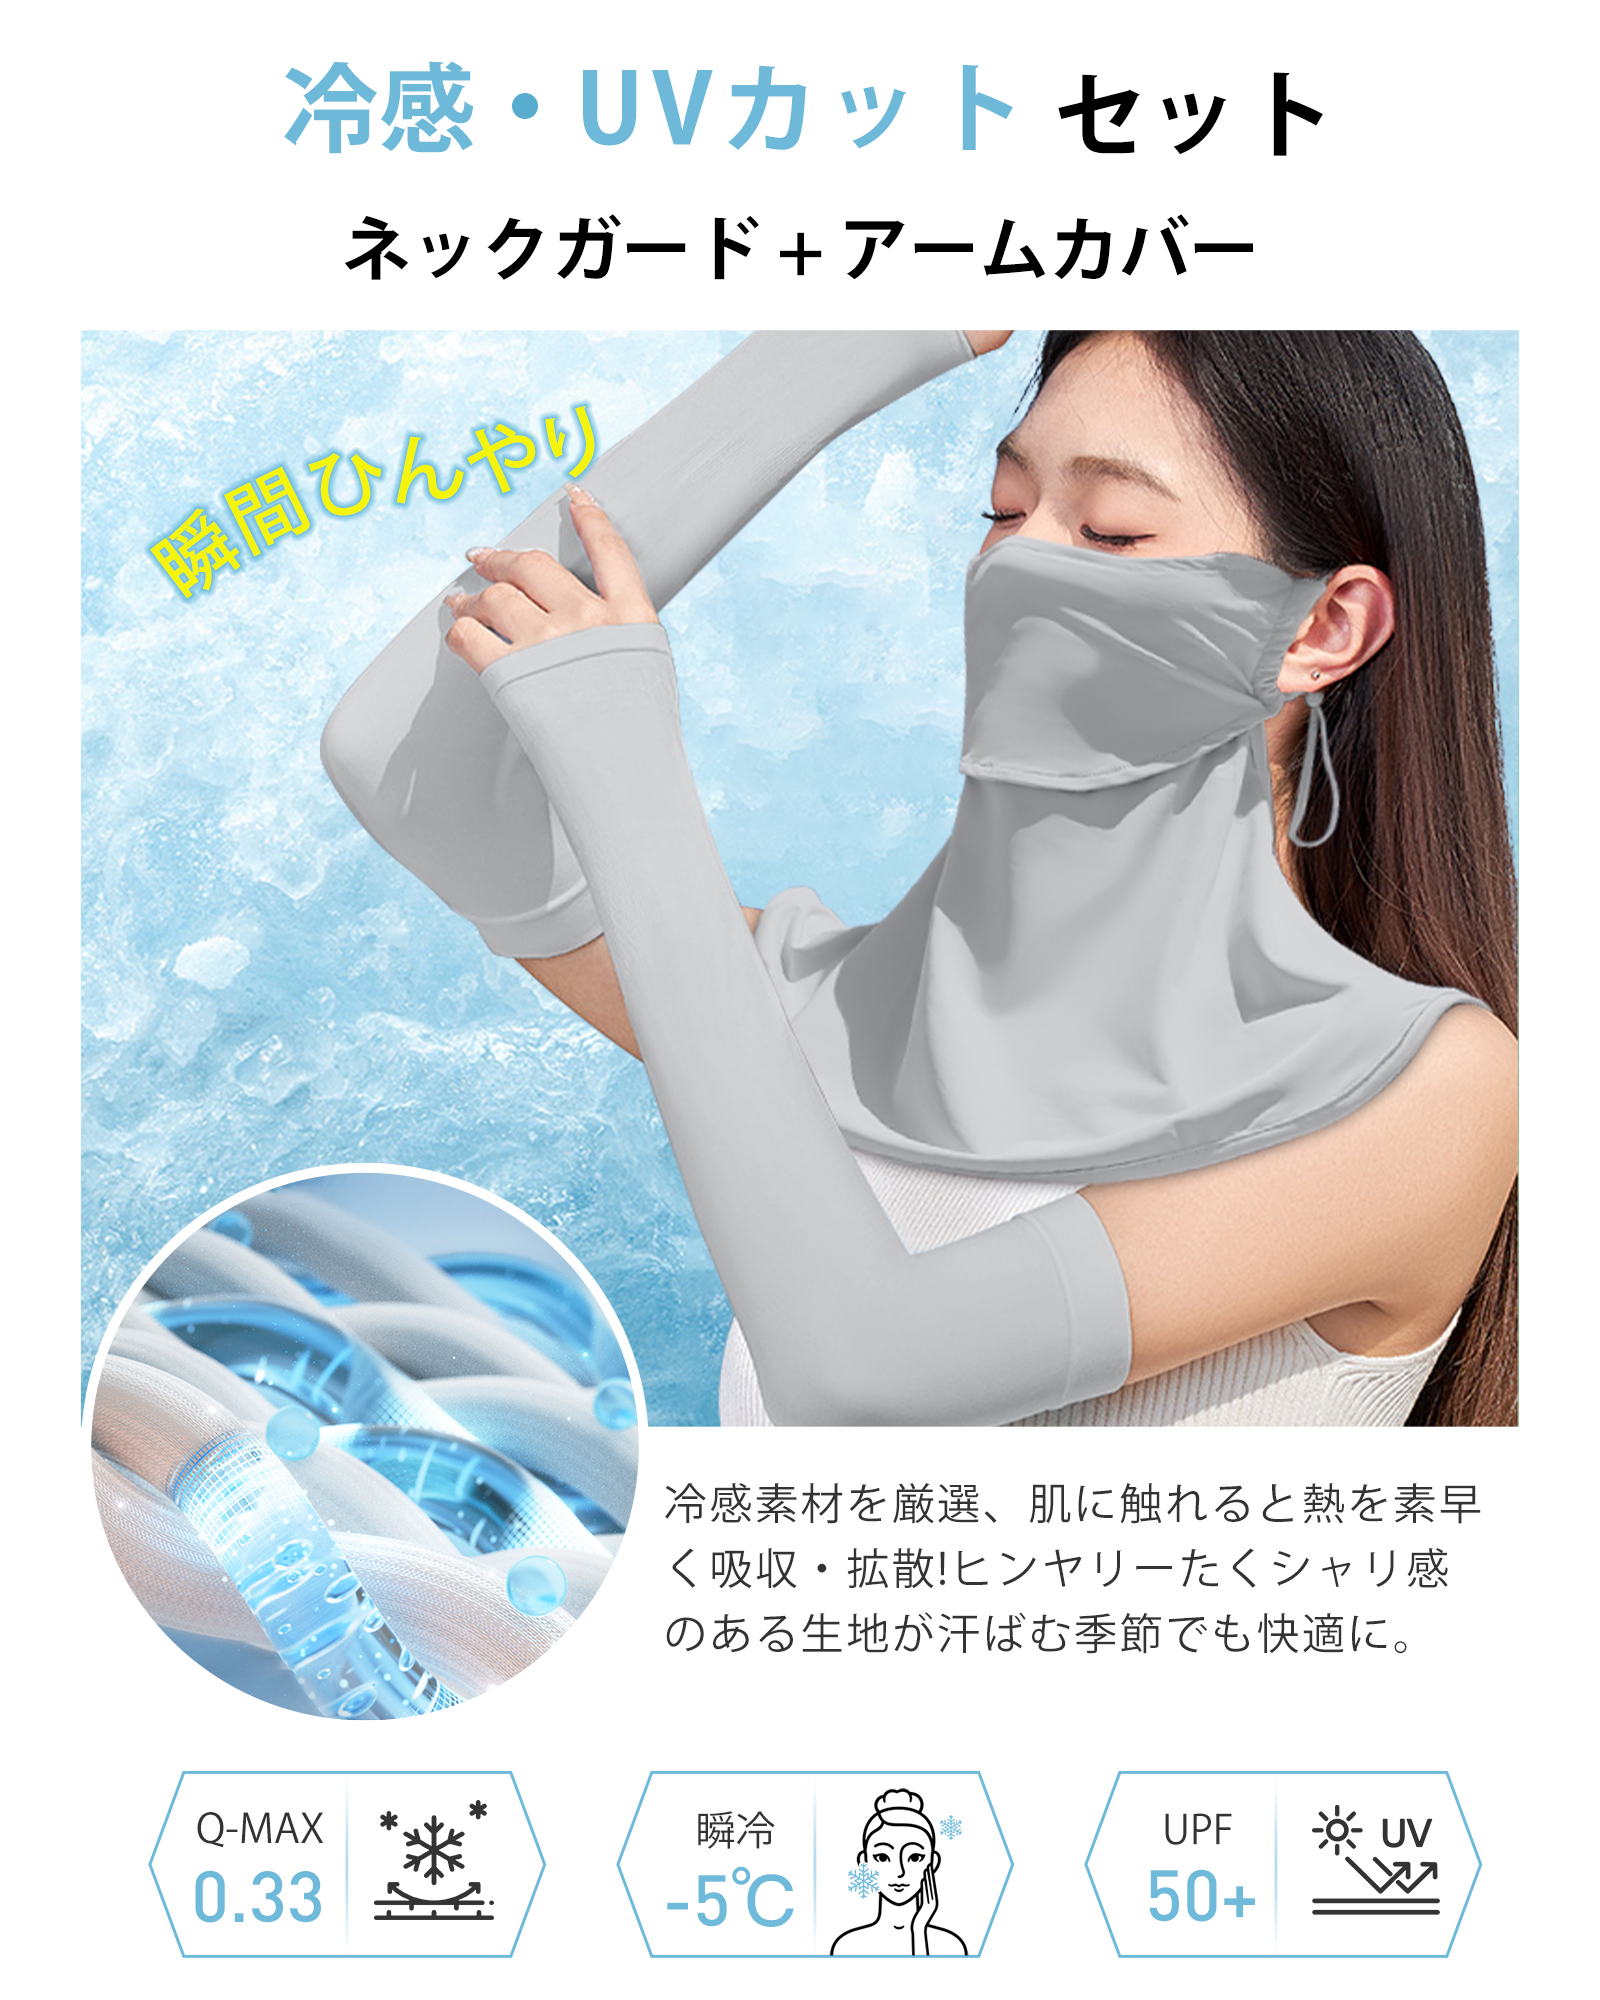 冷感・UVカット セット
ネックガード+アームカバー
瞬間ひんやり
冷感素材を厳選、肌に触れると熱を素早
く吸収・拡散!ヒンヤリーたくシャリ感
のある生地が汗ばむ季節でも快適に。
Q-MAX
0.33
瞬冷
-5℃
UPF
50+
UV